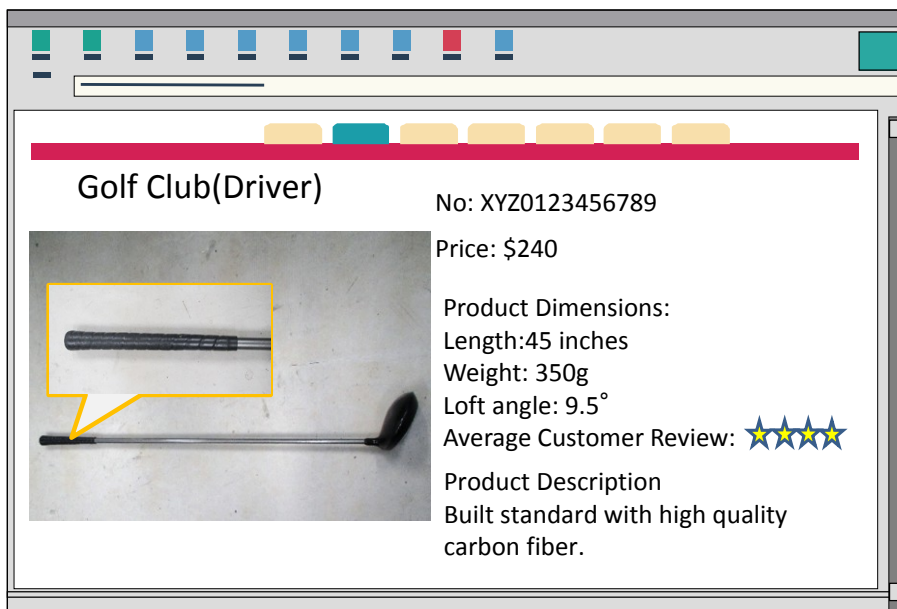 Golf Club(Driver)
No: XYZ0123456789
Price: $240
Product Dimensions:
Length:45 inches
Weight: 350g
Loft angle: 9.5°
Average Customer Review:
Product Description
Built standard with high quality
carbon fiber.